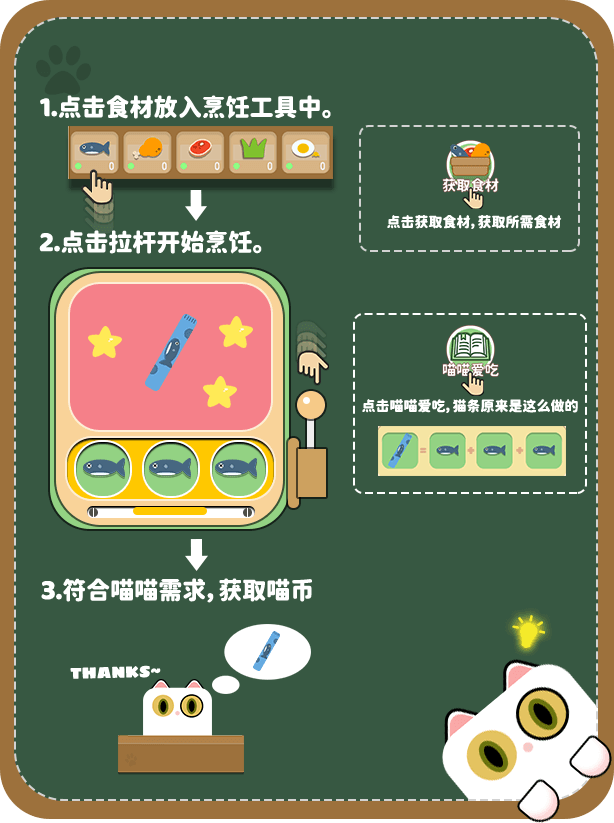 1.点击食材放入烹饪工具中。
0 0 0 0 0
获取食材
点击获取食材, 获取所需食材
2.点击拉杆开始烹饪。
喵喵爱吃
点击喵喵爱吃, 猫条原来是这么做的
= + +
3.符合喵喵需求, 获取喵币
THANKS~